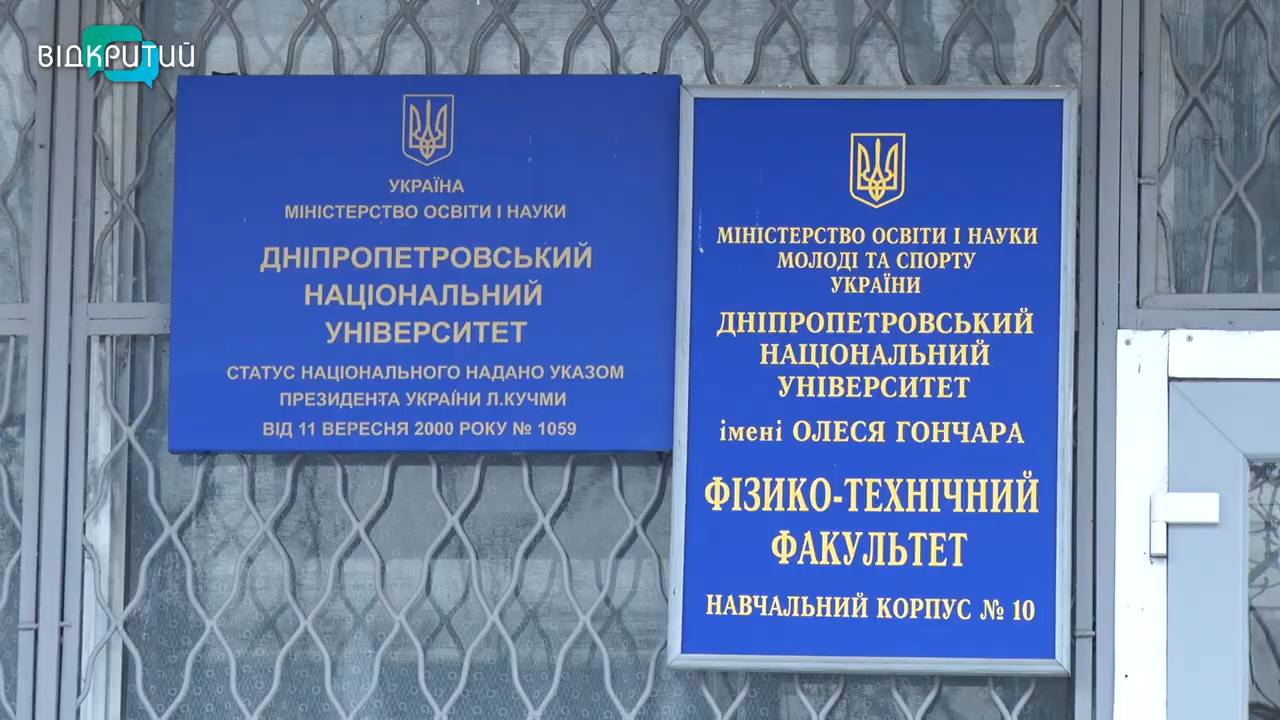 ВІДКРИТИЙ
УКРАЇНА
МІНІСТЕРСТВО ОСВІТИ І НАУКИ
ДНІПРОПЕТРОВСЬКИЙ
НАЦІОНАЛЬНИЙ
УНІВЕРСИТЕТ
СТАТУС НАЦІОНАЛЬНОГО НАДАНО УКАЗОМ
ПРЕЗИДЕНТА УКРАЇНИ Л.КУЧМИ
ВІД 11 ВЕРЕСНЯ 2000 РОКУ № 1059
МІНІСТЕРСТВО ОСВІТИ І НАУКИ
МОЛОДІ ТА СПОРТУ
УКРАЇНИ
ДНІПРОПЕТРОВСЬКИЙ
НАЦІОНАЛЬНИЙ
УНІВЕРСИТЕТ
імені ОЛЕСЯ ГОНЧАРА
ФІЗИКО-ТЕХНІЧНИЙ
ФАКУЛЬТЕТ
НАВЧАЛЬНИЙ КОРПУС № 10